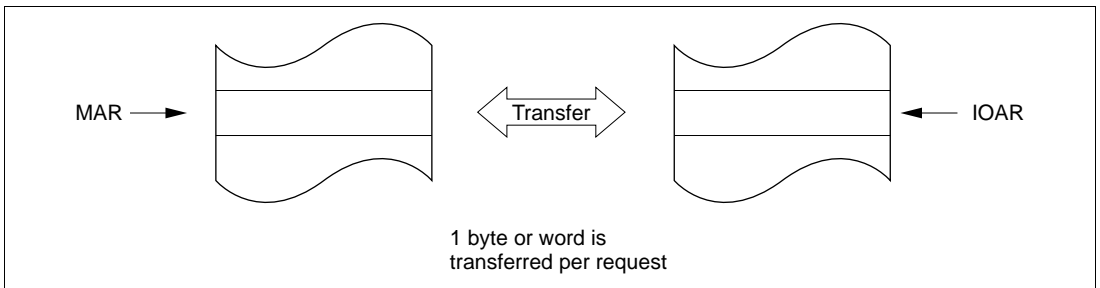 MAR
Transfer
IOAR
1 byte or word is
transferred per request